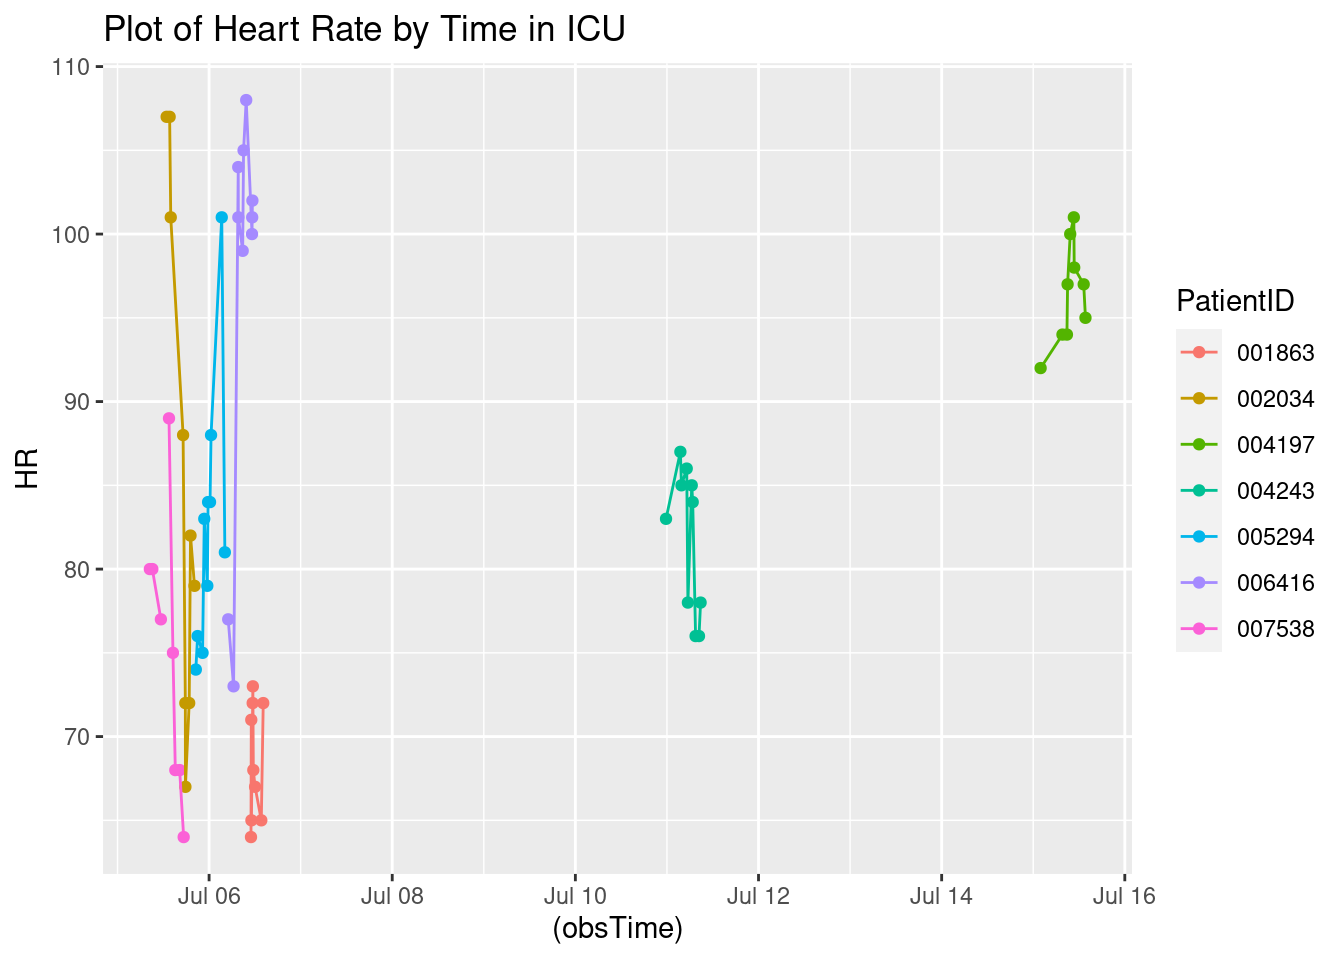 Plot of Heart Rate by Time in ICU
110
100
90
80
70
HR
Jul 06
Jul 08
Jul 10
Jul 12
Jul 14
Jul 16
(obsTime)
PatientID
001863
002034
004197
004243
005294
006416
007538